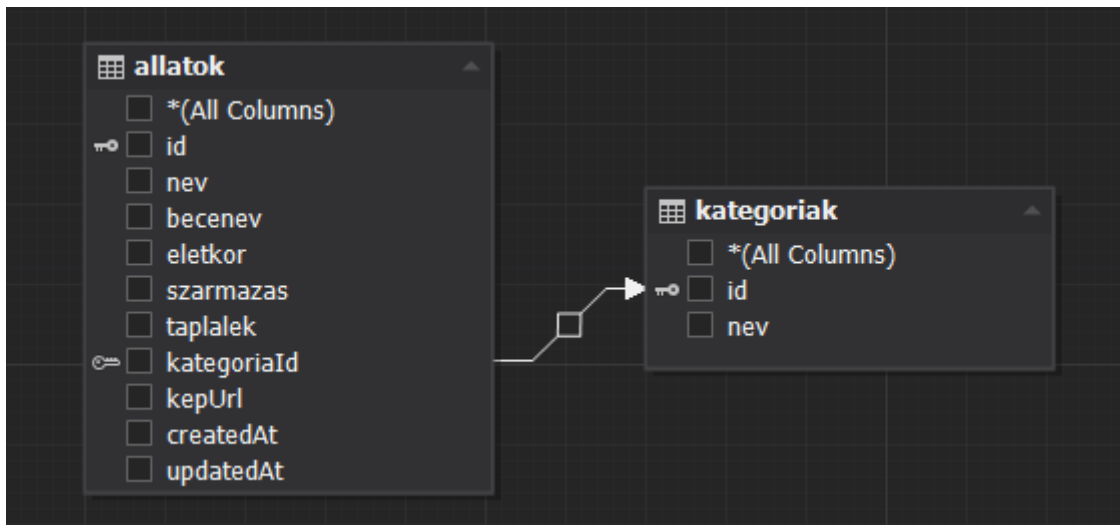 allatok
*(All Columns)
id
nev
becenev
eletkor
szarmazas
taplalek
kategoriaId
kepUrl
createdAt
updatedAt
kategoriak
*(All Columns)
id
nev